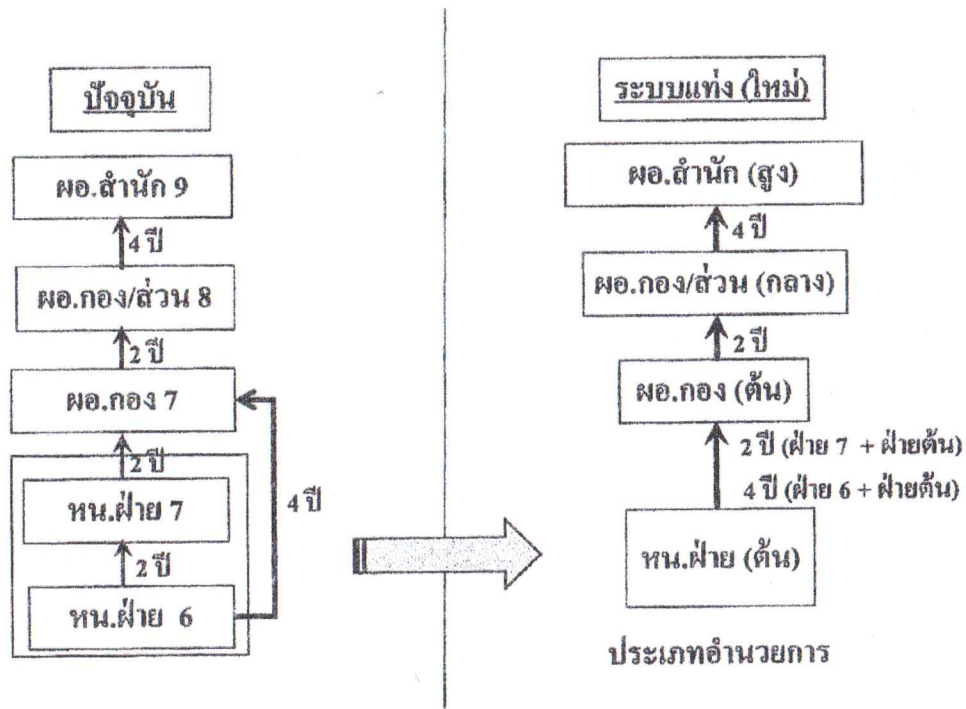 ปัจจุบัน
ผอ.สำนัก 9
4 ปี
ผอ.กอง/ส่วน 8
2 ปี
ผอ.กอง 7
2 ปี
หน.ฝ่าย 7
4 ปี
2 ปี
หน.ฝ่าย 6
ระบบแท่ง (ใหม่)
ผอ.สำนัก (สูง)
4 ปี
ผอ.กอง/ส่วน (กลาง)
2 ปี
ผอ.กอง (ต้น)
2 ปี (ฝ่าย 7 + ฝ่ายต้น)
4 ปี (ฝ่าย 6 + ฝ่ายต้น)
หน.ฝ่าย (ต้น)
ประเภทอำนวยการ